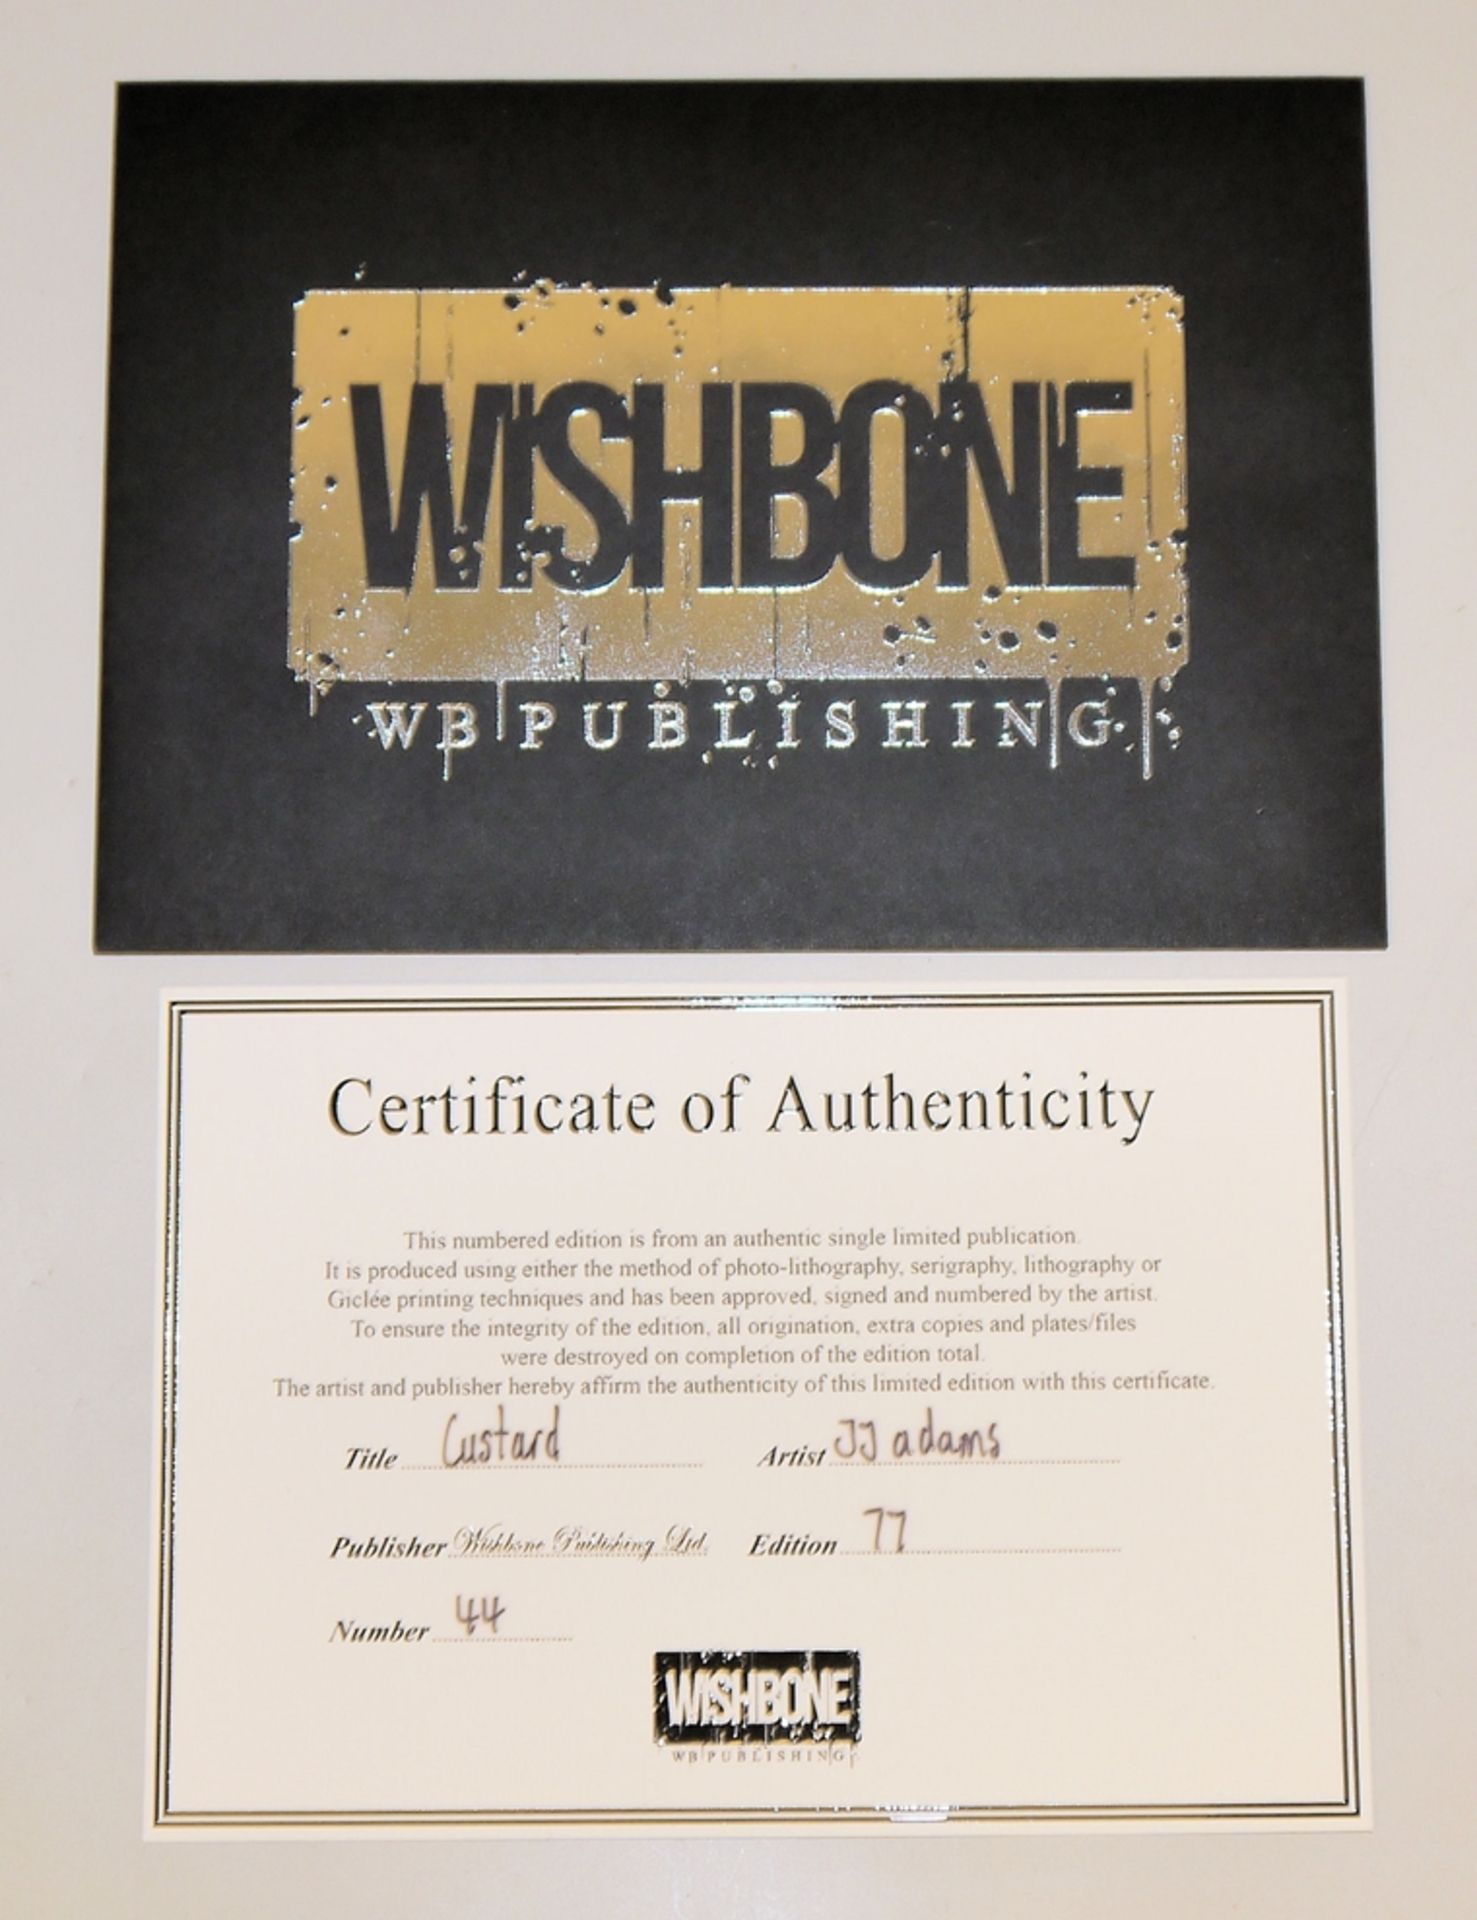 WISHBONE
WB PUBLISHING
Certificate of Authenticity
This numbered edition is from an authentic single limited publication.
It is produced using either the method of photo-lithography, serigraphy, lithography or
Giclée printing techniques and has been approved, signed and numbered by the artist.
To ensure the integrity of the edition, all origination, extra copies and plates/files
were destroyed on completion of the edition total.
The artist and publisher hereby affirm the authenticity of this limited edition with this certificate.
Title Custard Artist JJ adams
Publisher Wishbone Publishing Ltd. Edition 77
Number 44
WISHBONE
WB PUBLISHING